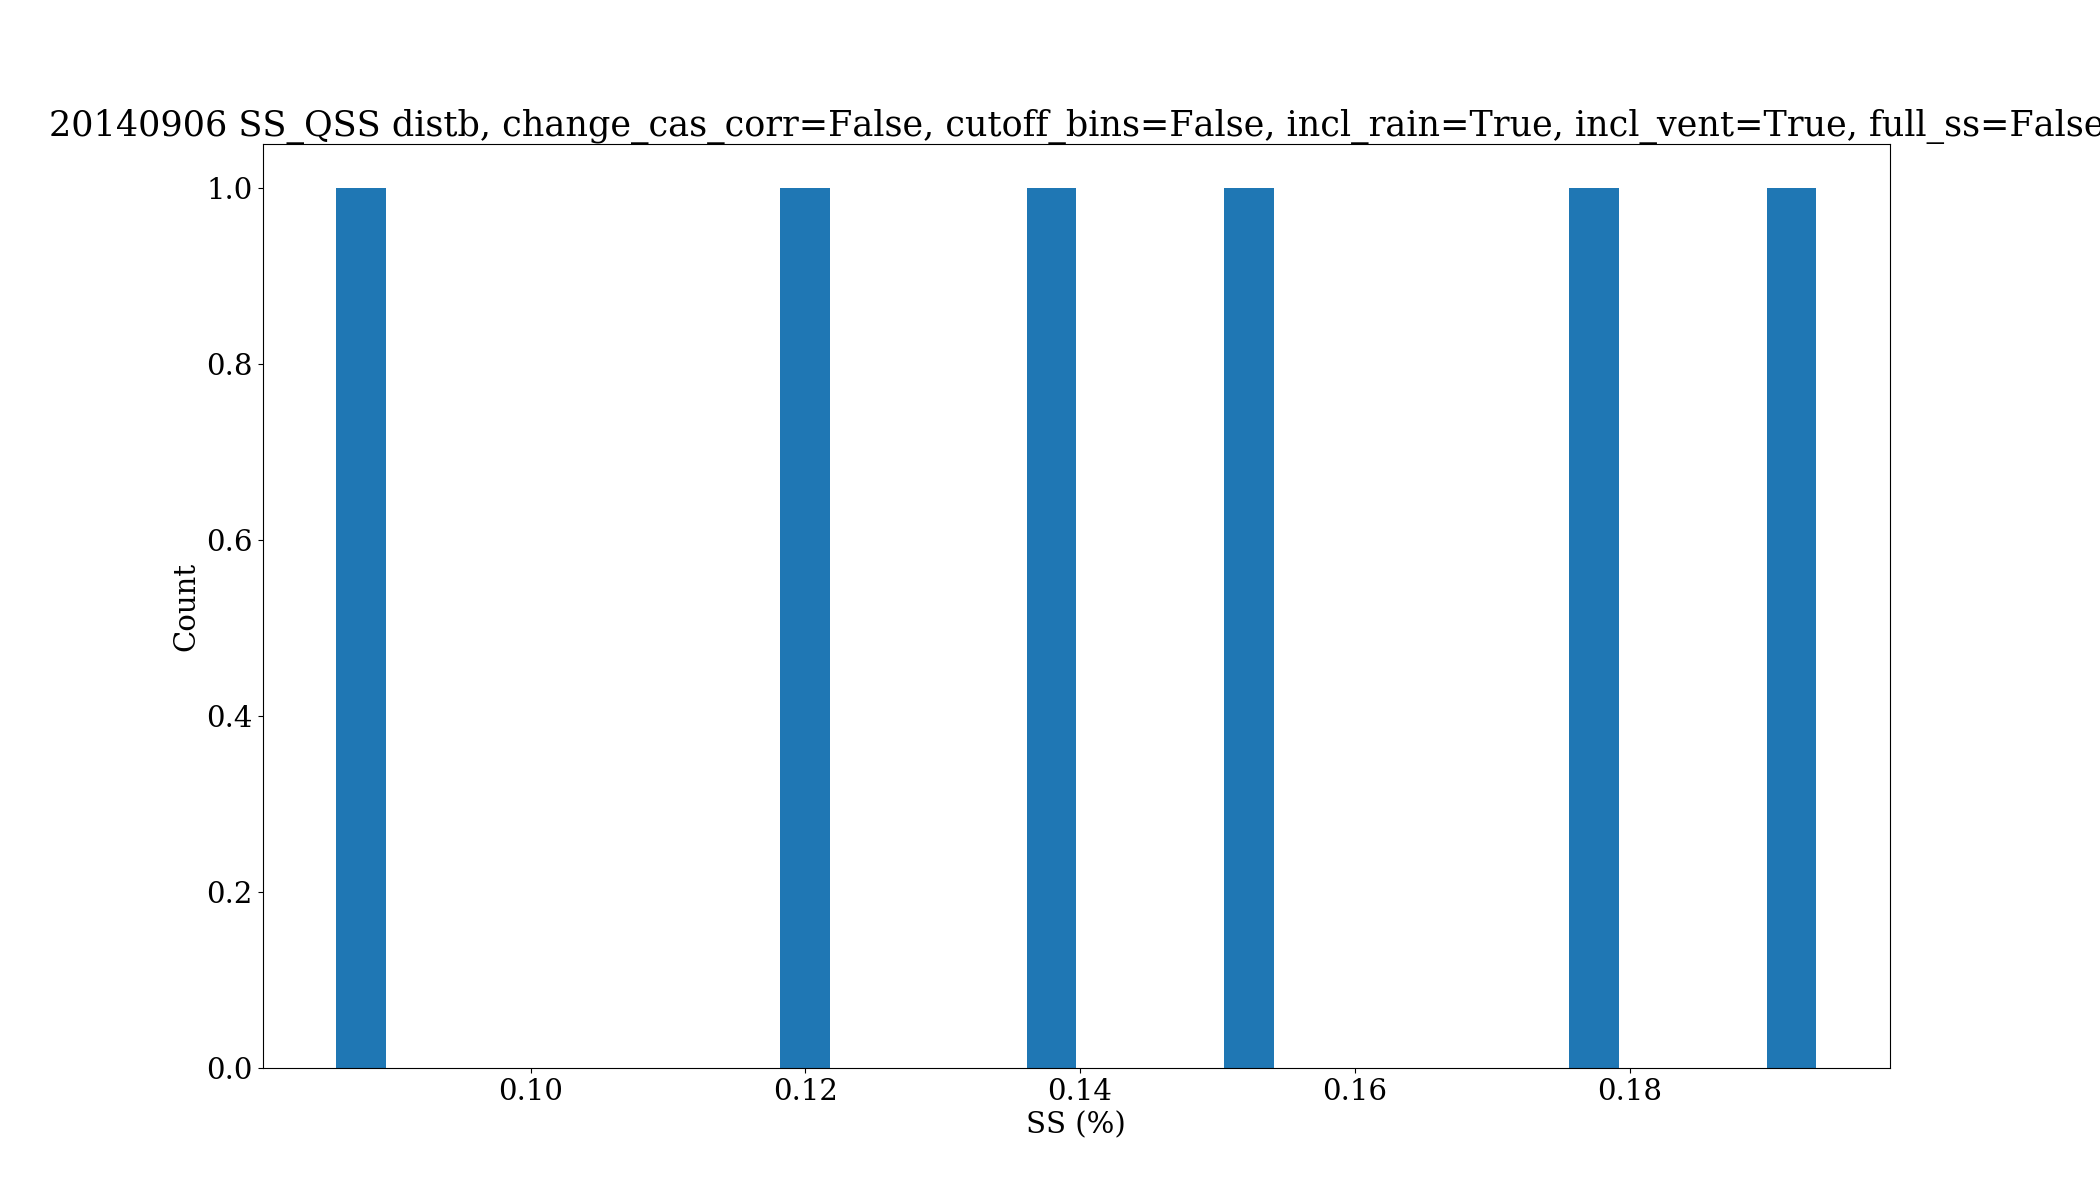 20140906 SS_QSS distb, change_cas_corr=False, cutoff_bins=False, incl_rain=True, incl_vent=True, full_ss=False
1.0
0.8
0.6
0.4
0.2
0.0
Count
0.10 0.12 0.14 0.16 0.18
SS (%)